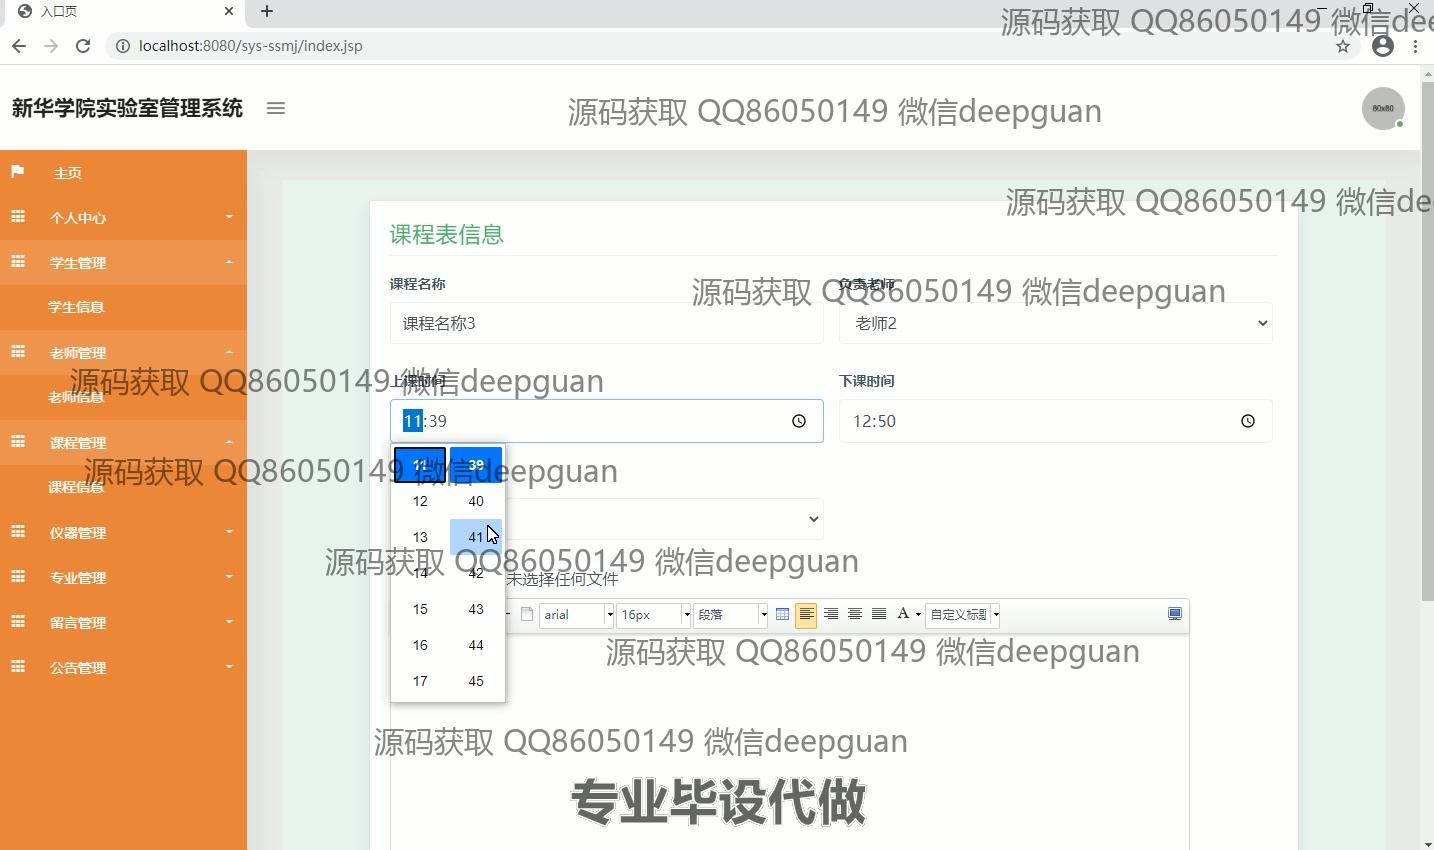 入口页
源码获取 QQ86050149 微信deepguan
localhost:8080/sys-ssmj/index.jsp
新华学院实验室管理系统
源码获取 QQ86050149 微信deepguan
80x80
主页
个人中心
学生管理
学生信息
老师管理
老师信息
课程管理
课程信息
仪器管理
专业管理
留言管理
公告管理
源码获取 QQ86050149 微信de
课程表信息
课程名称
负责老师
源码获取 QQ86050149 微信deepguan
课程名称3
老师2
上课时间
下课时间
源码获取 QQ86050149 微信deepguan
11:39
12:50
11 39
源码获取 QQ86050149 微信deepguan
12 40
13 41
源码获取 QQ86050149 微信deepguan
14 42
未选择任何文件
15 43
arial 16px 段落 A 自定义标题
16 44
源码获取 QQ86050149 微信deepguan
17 45
源码获取 QQ86050149 微信deepguan
专业毕设代做